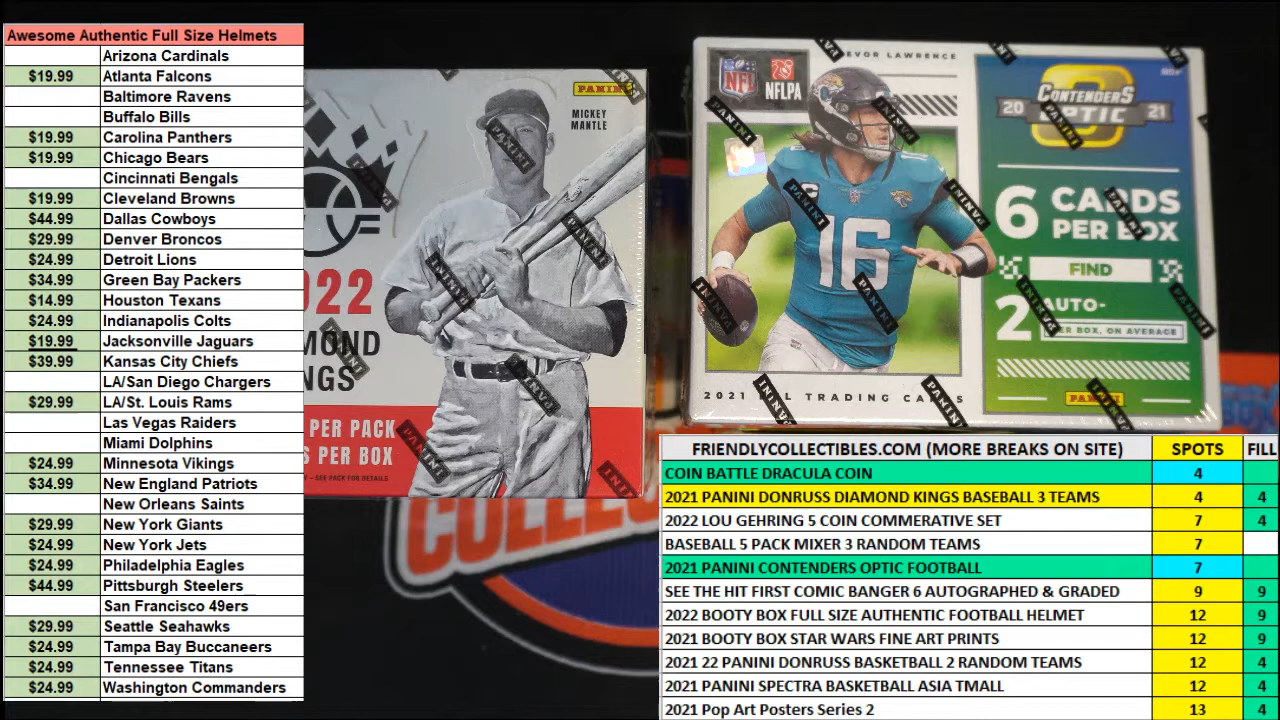 Awesome Authentic Full Size Helmets
Arizona Cardinals
$19.99 Atlanta Falcons
Baltimore Ravens
Buffalo Bills
$19.99 Carolina Panthers
$19.99 Chicago Bears
Cincinnati Bengals
$19.99 Cleveland Browns
$44.99 Dallas Cowboys
$29.99 Denver Broncos
$24.99 Detroit Lions
$34.99 Green Bay Packers
$14.99 Houston Texans
$24.99 Indianapolis Colts
$19.99 Jacksonville Jaguars
$39.99 Kansas City Chiefs
LA/San Diego Chargers
$29.99 LA/St. Louis Rams
Las Vegas Raiders
Miami Dolphins
$24.99 Minnesota Vikings
$34.99 New England Patriots
New Orleans Saints
$29.99 New York Giants
$24.99 New York Jets
$24.99 Philadelphia Eagles
$44.99 Pittsburgh Steelers
San Francisco 49ers
$29.99 Seattle Seahawks
$24.99 Tampa Bay Buccaneers
$24.99 Tennessee Titans
$24.99 Washington Commanders
PANINI
MICKEY
MANTLE
022
MOND
NGS
PER PACK
S PER BOX
- SEE PACK FOR DETAILS
EVOR LAWRENCE
NFL
NFLPA
16
20 CONTENDERS 21
OPTIC
6 CARDS
PER BOX
FIND
2 AUTO-
ER BOX, ON AVERAGE
PANINI
2021 NFL TRADING CARDS
COLLEC
FRIENDLYCOLLECTIBLES.COM (MORE BREAKS ON SITE) SPOTS FILL
COIN BATTLE DRACULA COIN 4
2021 PANINI DONRUSS DIAMOND KINGS BASEBALL 3 TEAMS 4 4
2022 LOU GEHRING 5 COIN COMMERATIVE SET 7 4
BASEBALL 5 PACK MIXER 3 RANDOM TEAMS 7
2021 PANINI CONTENDERS OPTIC FOOTBALL 7
SEE THE HIT FIRST COMIC BANGER 6 AUTOGRAPHED & GRADED 9 9
2022 BOOTY BOX FULL SIZE AUTHENTIC FOOTBALL HELMET 12 9
2021 BOOTY BOX STAR WARS FINE ART PRINTS 12 9
2021 22 PANINI DONRUSS BASKETBALL 2 RANDOM TEAMS 12 4
2021 PANINI SPECTRA BASKETBALL ASIA TMALL 12 4
2021 Pop Art Posters Series 2 13 4